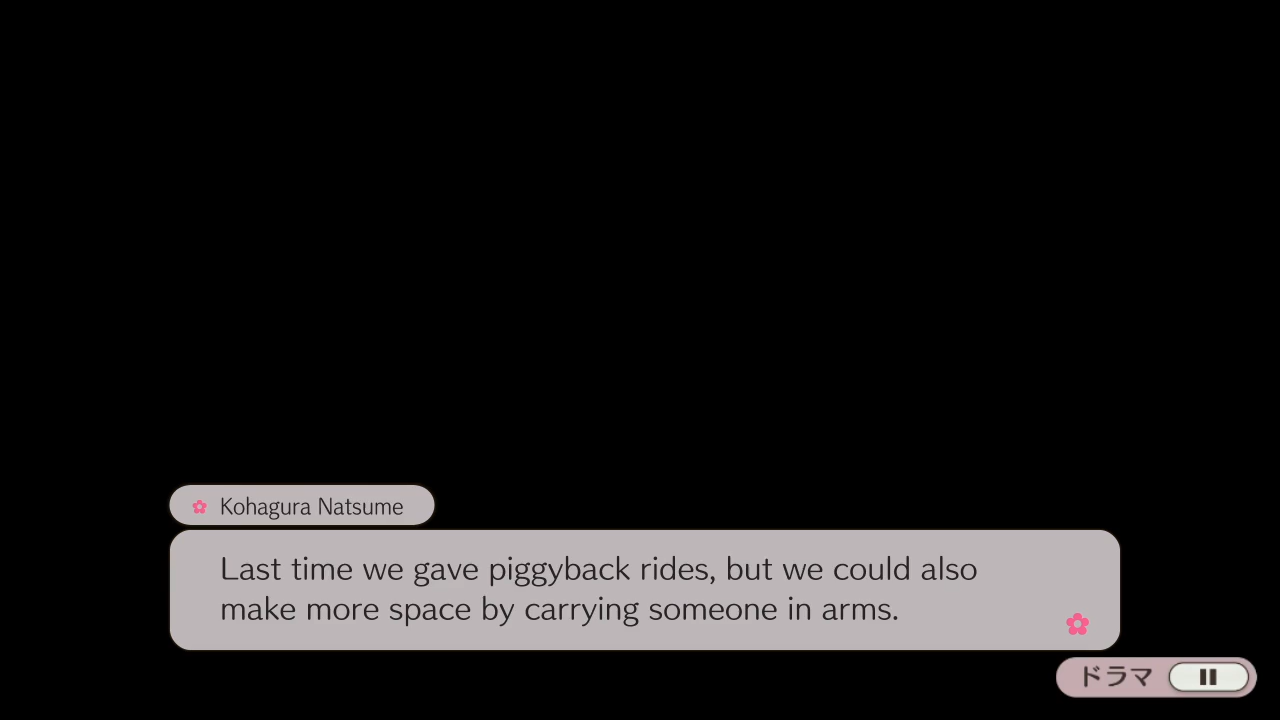 Kohagura Natsume
Last time we gave piggyback rides, but we could also
make more space by carrying someone in arms.
ドラマ